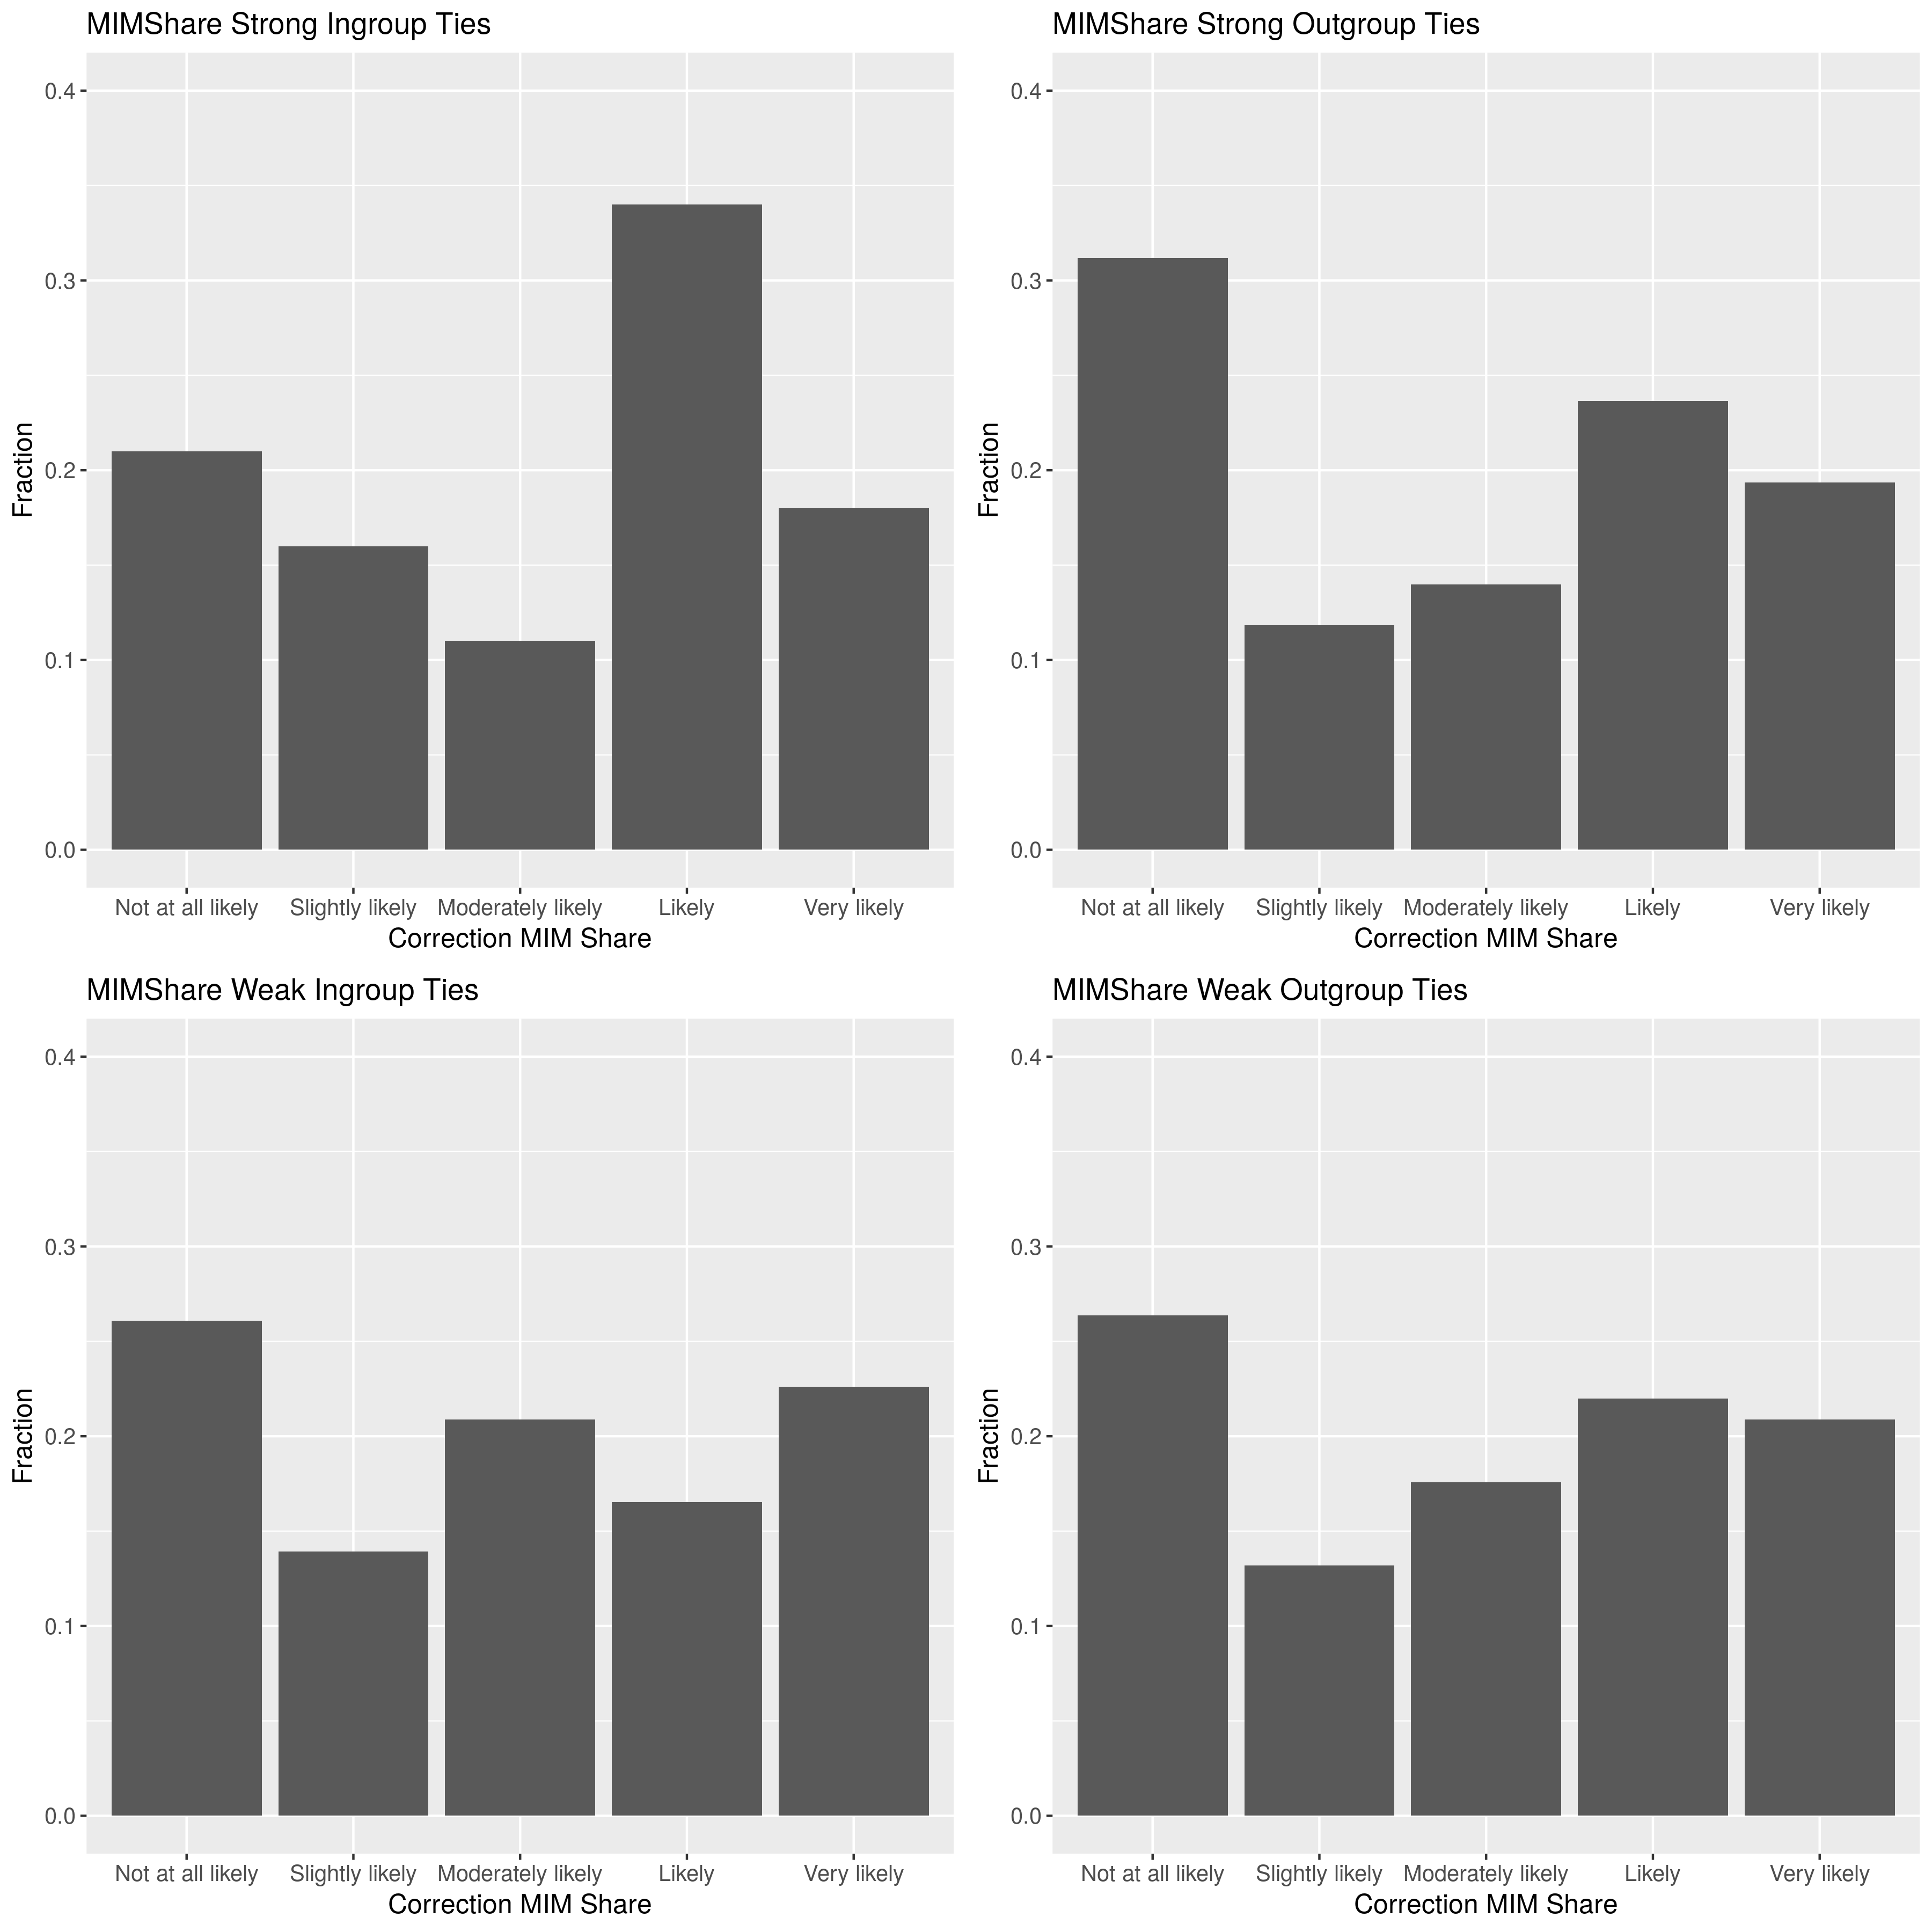 MIMShare Strong Ingroup Ties
0.4
0.3
0.2
0.1
0.0
Fraction
Not at all likely Slightly likely Moderately likely Likely Very likely
Correction MIM Share
MIMShare Strong Outgroup Ties
0.4
0.3
0.2
0.1
0.0
Fraction
Not at all likely Slightly likely Moderately likely Likely Very likely
Correction MIM Share
MIMShare Weak Ingroup Ties
0.4
0.3
0.2
0.1
0.0
Fraction
Not at all likely Slightly likely Moderately likely Likely Very likely
Correction MIM Share
MIMShare Weak Outgroup Ties
0.4
0.3
0.2
0.1
0.0
Fraction
Not at all likely Slightly likely Moderately likely Likely Very likely
Correction MIM Share